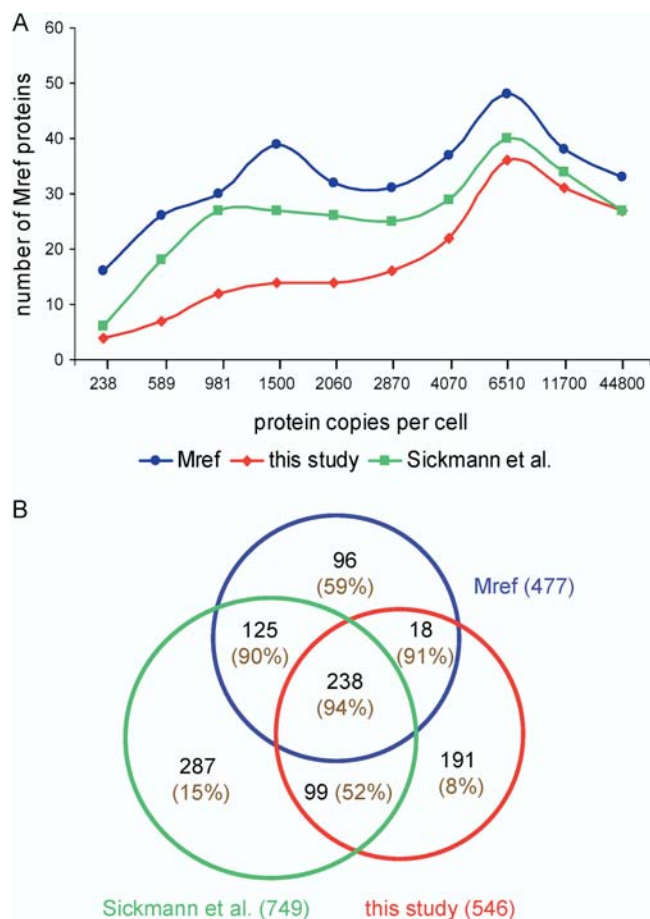 A
number of Mref proteins
60
50
40
30
20
10
0
238 589 981 1500 2060 2870 4070 6510 11700 44800
protein copies per cell
Mref this study Sickmann et al.
B
96
(59%)
Mref (477)
125
(90%)
18
(91%)
238
(94%)
287
(15%)
191
(8%)
99 (52%)
Sickmann et al. (749) this study (546)